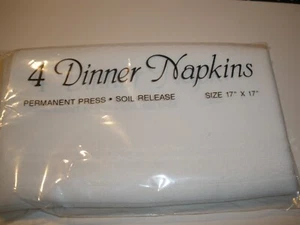 4 Dinner Napkins
PERMANENT PRESS • SOIL RELEASE SIZE 17" X 17"